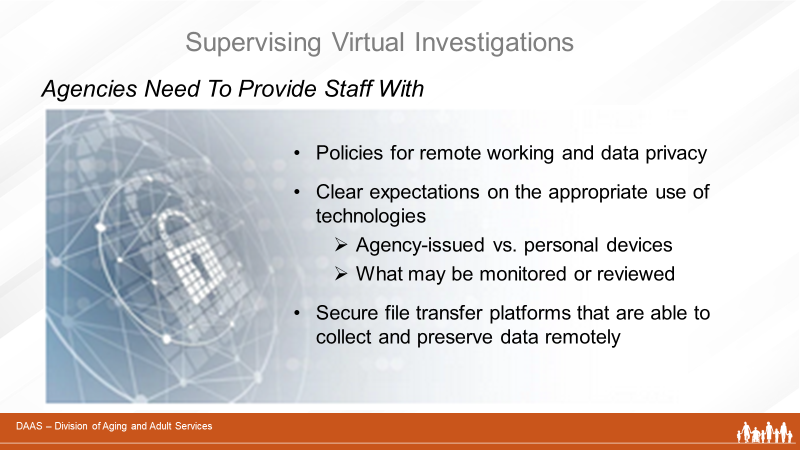 Supervising Virtual Investigations
Agencies Need To Provide Staff With
• Policies for remote working and data privacy
• Clear expectations on the appropriate use of
technologies
➢ Agency-issued vs. personal devices
➢ What may be monitored or reviewed
• Secure file transfer platforms that are able to
collect and preserve data remotely
DAAS – Division of Aging and Adult Services